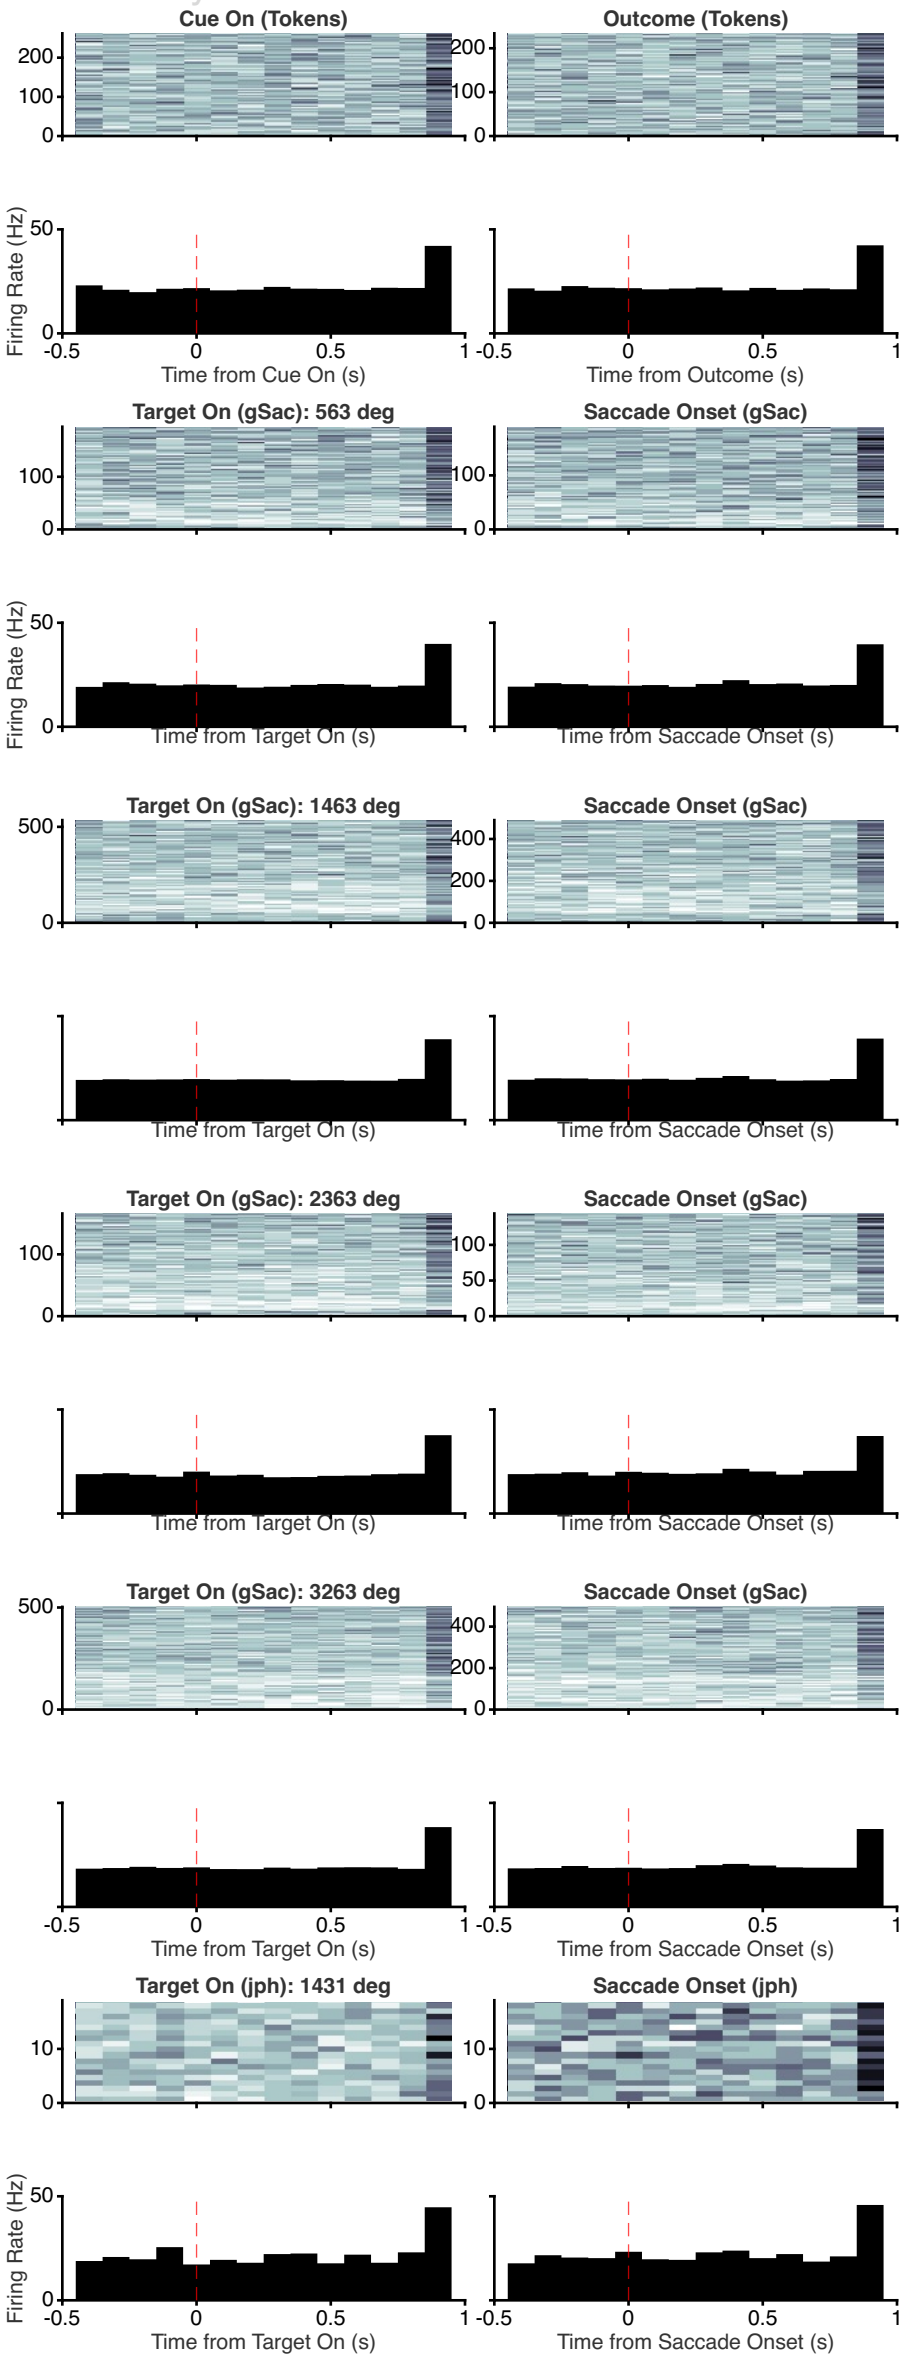 Cue On (Tokens) Outcome (Tokens)
200 200
100 100
0 0
Firing Rate (Hz)
50
0
-0.5 0 0.5 1 -0.5 0 0.5 1
Time from Cue On (s) Time from Outcome (s)
Target On (gSac): 563 deg Saccade Onset (gSac)
100 100
0 0
Firing Rate (Hz)
50
0
Time from Target On (s) Time from Saccade Onset (s)
Target On (gSac): 1463 deg Saccade Onset (gSac)
500 400
200
0 0
Time from Target On (s) Time from Saccade Onset (s)
Target On (gSac): 2363 deg Saccade Onset (gSac)
100 100
50
0 0
Time from Target On (s) Time from Saccade Onset (s)
Target On (gSac): 3263 deg Saccade Onset (gSac)
500 400
200
0 0
-0.5 0 0.5 1 -0.5 0 0.5 1
Time from Target On (s) Time from Saccade Onset (s)
Target On (jph): 1431 deg Saccade Onset (jph)
10 10
0 0
Firing Rate (Hz)
50
0
-0.5 0 0.5 1 -0.5 0 0.5 1
Time from Target On (s) Time from Saccade Onset (s)